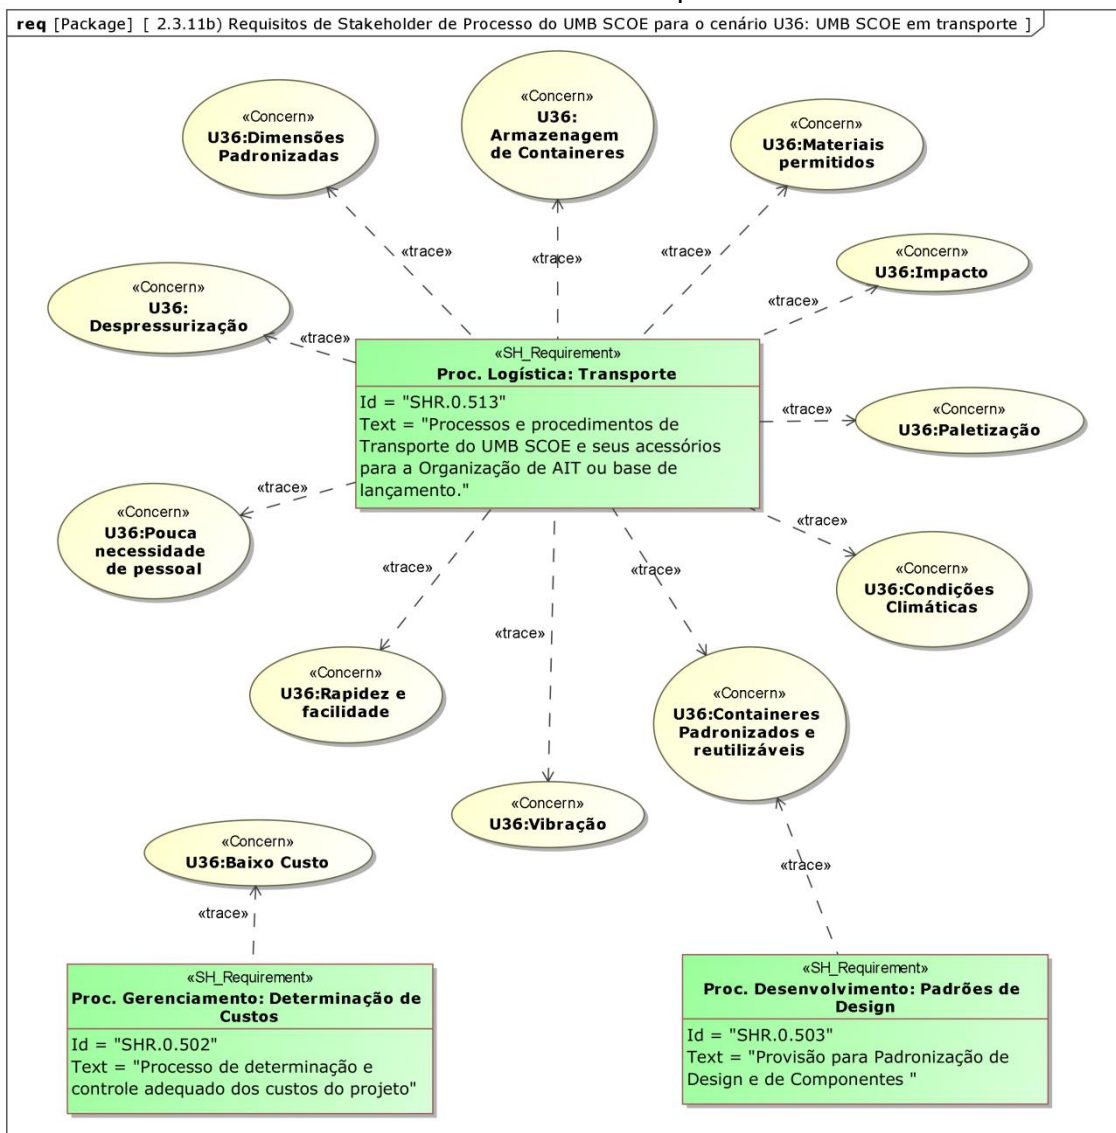 req [Package] [ 2.3.11b) Requisitos de Stakeholder de Processo do UMB SCOE para o cenário U36: UMB SCOE em transporte ]
«Concern»
U36:Dimensões
Padronizadas
«Concern»
U36:
Armazenagem
de Containeres
«Concern»
U36:Materiais
permitidos
«trace»
«trace»
«trace»
«Concern»
U36:Impacto
«trace»
«Concern»
U36:
Despressurização
«trace»
«SH_Requirement»
Proc. Logística: Transporte
Id = "SHR.0.513"
Text = "Processos e procedimentos de
Transporte do UMB SCOE e seus acessórios
para a Organização de AIT ou base de
lançamento."
«trace»
«Concern»
U36:Paletização
«trace»
«Concern»
U36:Pouca
necessidade
de pessoal
«trace»
«Concern»
U36:Condições
Climáticas
«trace»
«trace»
«trace»
«Concern»
U36:Rapidez e
facilidade
«Concern»
U36:Containeres
Padronizados e
reutilizáveis
«Concern»
U36:Vibração
«Concern»
U36:Baixo Custo
«trace»
«trace»
«SH_Requirement»
Proc. Gerenciamento: Determinação de
Custos
Id = "SHR.0.502"
Text = "Processo de determinação e
controle adequado dos custos do projeto"
«SH_Requirement»
Proc. Desenvolvimento: Padrões de
Design
Id = "SHR.0.503"
Text = "Provisão para Padronização de
Design e de Componentes "